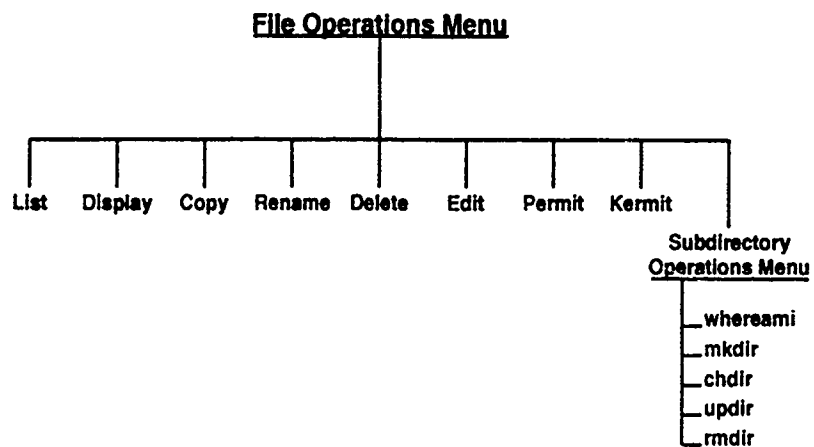 File Operations Menu
List Display Copy Rename Delete Edit Permit Kermit
Subdirectory
Operations Menu
whereami
mkdir
chdir
updir
rmdir